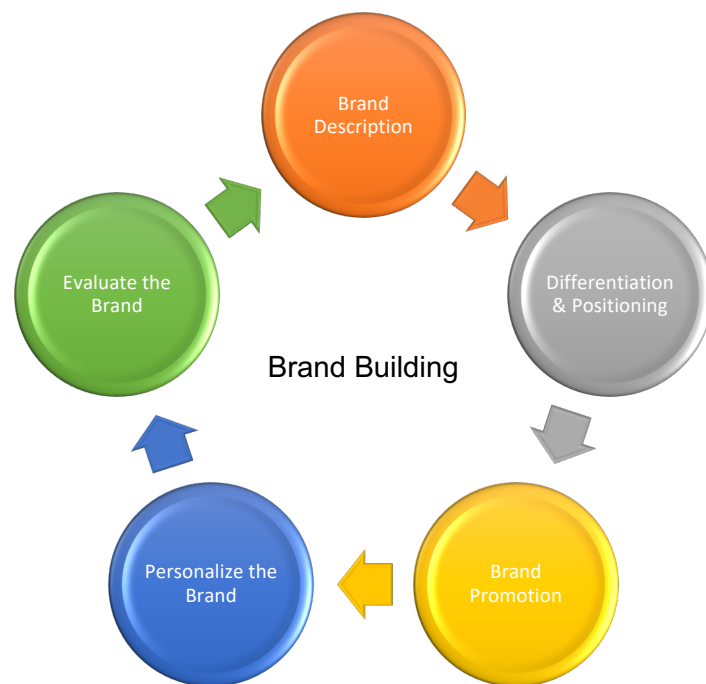 Brand
Description
Differentiation
& Positioning
Brand
Promotion
Personalize the
Brand
Evaluate the
Brand
Brand Building